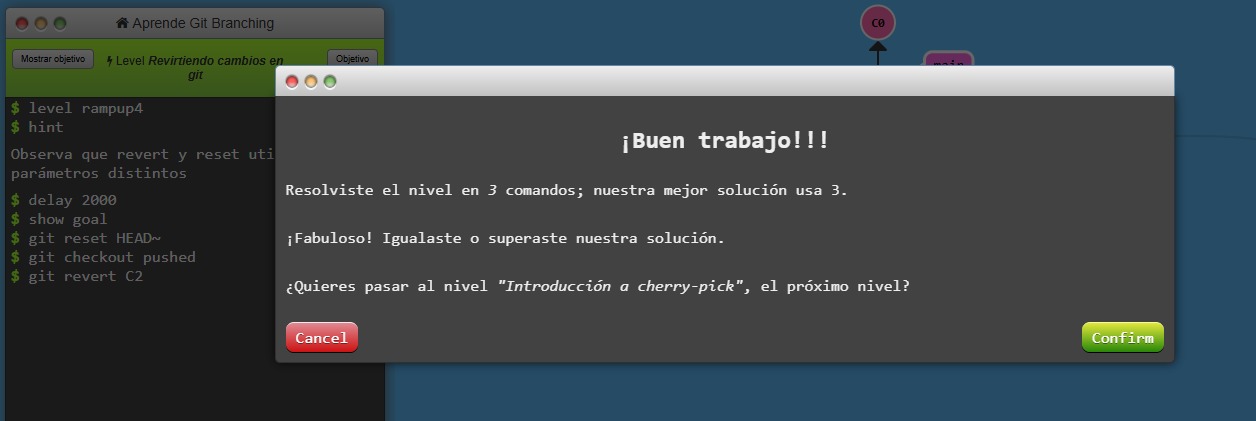 Aprende Git Branching
Mostrar objetivo
Level Revirtiendo cambios en
git
Objetivo
$ level rampup4
$ hint
Observa que revert y reset uti
parámetros distintos
$ delay 2000
$ show goal
$ git reset HEAD~
$ git checkout pushed
$ git revert C2
C0
main
¡Buen trabajo!!!
Resolviste el nivel en 3 comandos; nuestra mejor solución usa 3.
¡Fabuloso! Igualaste o superaste nuestra solución.
¿Quieres pasar al nivel "Introducción a cherry-pick", el próximo nivel?
Cancel
Confirm